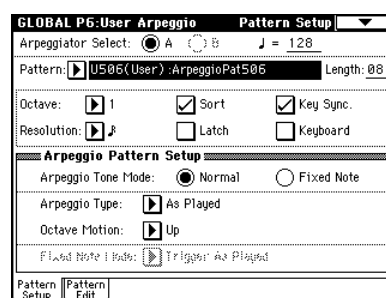 GLOBAL P6:User Arpeggio Pattern Setup
Arpeggiator Select: A B ♩ = 128
Pattern: U506(User) :ArpeggioPat506 Length: 08
Octave: 1 Sort Key Sync.
Resolution: ♪ Latch Keyboard
Arpeggio Pattern Setup
Arpeggio Tone Mode: Normal Fixed Note
Arpeggio Type: As Played
Octave Motion: Up
Fixed Note Mode: Trigger As Played
Pattern Setup Pattern Edit